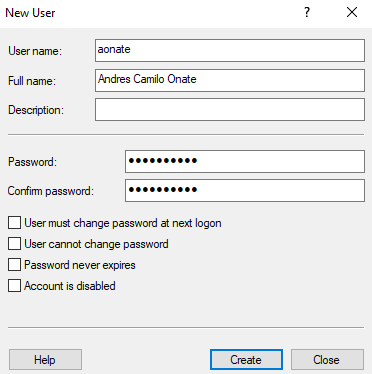 New User
User name: aonate
Full name: Andres Camilo Onate
Description:
Password: ●●●●●●●●●●
Confirm password: ●●●●●●●●●●
User must change password at next logon
User cannot change password
Password never expires
Account is disabled
Help Create Close